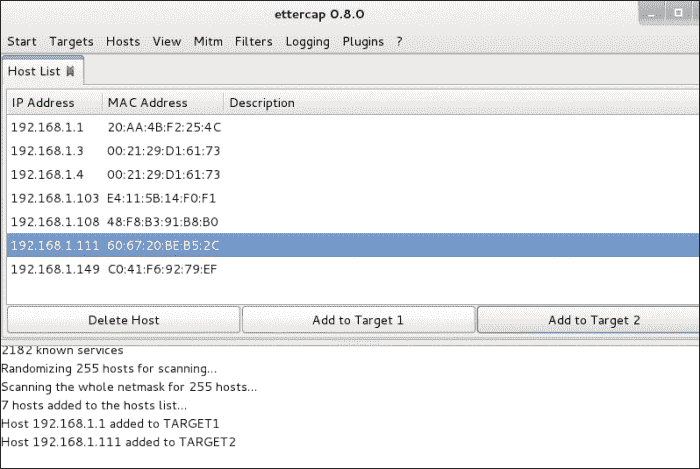 ettercap 0.8.0
Start Targets Hosts View Mitm Filters Logging Plugins ?
Host List
IP Address MAC Address Description
192.168.1.1 20:AA:4B:F2:25:4C
192.168.1.3 00:21:29:D1:61:73
192.168.1.4 00:21:29:D1:61:73
192.168.1.103 E4:11:5B:14:F0:F1
192.168.1.108 48:F8:B3:91:B8:B0
192.168.1.111 60:67:20:BE:B5:2C
192.168.1.149 C0:41:F6:92:79:EF
Delete Host Add to Target 1 Add to Target 2
2182 known services
Randomizing 255 hosts for scanning...
Scanning the whole netmask for 255 hosts...
7 hosts added to the hosts list...
Host 192.168.1.1 added to TARGET1
Host 192.168.1.111 added to TARGET2